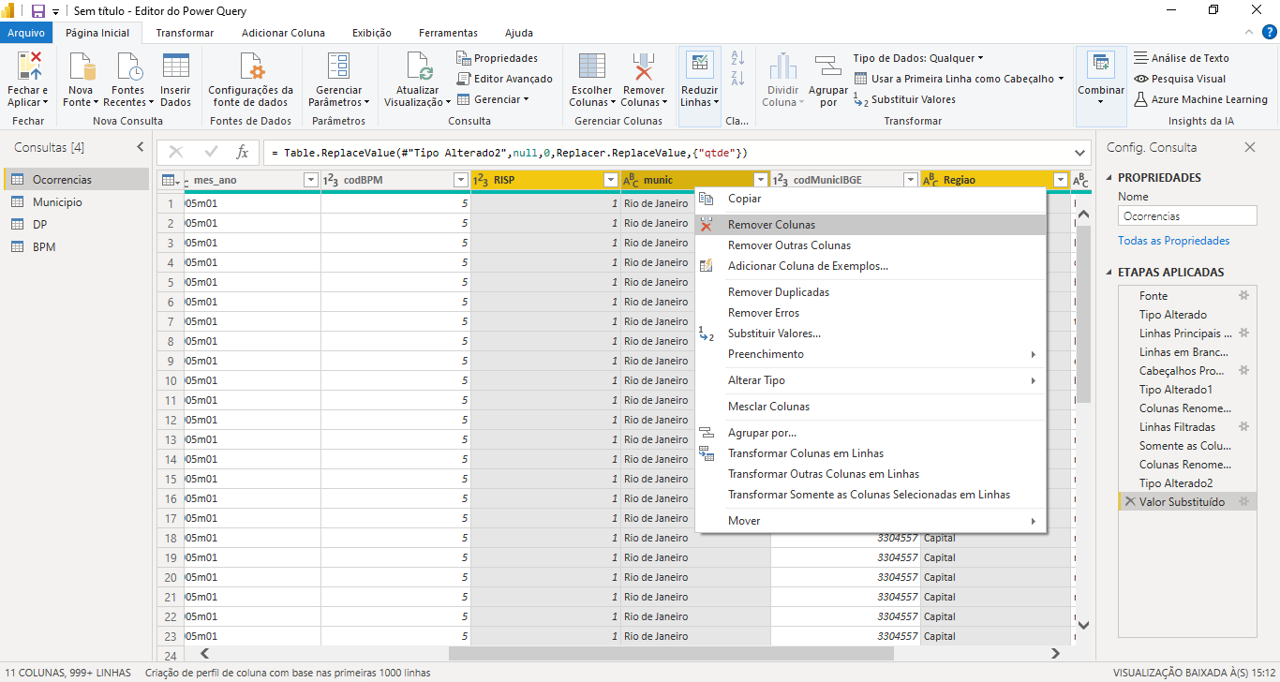 Sem título - Editor do Power Query
Arquivo Página Inicial Transformar Adicionar Coluna Exibição Ferramentas Ajuda
Fechar e Aplicar
Fechar
Nova Fonte
Fontes Recentes
Inserir Dados
Nova Consulta
Configurações da fonte de dados
Fontes de Dados
Gerenciar Parâmetros
Parâmetros
Atualizar Visualização
Propriedades
Editor Avançado
Gerenciar
Consulta
Escolher Colunas
Remover Colunas
Gerenciar Colunas
Reduzir Linhas
Cla...
Dividir Coluna
Agrupar por
Tipo de Dados: Qualquer
Usar a Primeira Linha como Cabeçalho
Substituir Valores
Transformar
Combinar
Análise de Texto
Pesquisa Visual
Azure Machine Learning
Insights da IA
Consultas [4]
Ocorrencias
Municipio
DP
BPM
fx
= Table.ReplaceValue(#"Tipo Alterado2",null,0,Replacer.ReplaceValue,{"qtde"})
mes_ano 123 codBPM 123 RISP ABC munic 123 codMunicIBGE ABC Regiao ABC
1 05m01 5 1 Rio de Janeiro
2 05m01 5 1 Rio de Janeiro
3 05m01 5 1 Rio de Janeiro
4 05m01 5 1 Rio de Janeiro
5 05m01 5 1 Rio de Janeiro
6 05m01 5 1 Rio de Janeiro
7 05m01 5 1 Rio de Janeiro
8 05m01 5 1 Rio de Janeiro
9 05m01 5 1 Rio de Janeiro
10 05m01 5 1 Rio de Janeiro
11 05m01 5 1 Rio de Janeiro
12 05m01 5 1 Rio de Janeiro
13 05m01 5 1 Rio de Janeiro
14 05m01 5 1 Rio de Janeiro
15 05m01 5 1 Rio de Janeiro
16 05m01 5 1 Rio de Janeiro
17 05m01 5 1 Rio de Janeiro
18 05m01 5 1 Rio de Janeiro 3304557 Capital
19 05m01 5 1 Rio de Janeiro 3304557 Capital
20 05m01 5 1 Rio de Janeiro 3304557 Capital
21 05m01 5 1 Rio de Janeiro 3304557 Capital
22 05m01 5 1 Rio de Janeiro 3304557 Capital
23 05m01 5 1 Rio de Janeiro 3304557 Capital
24
Copiar
Remover Colunas
Remover Outras Colunas
Adicionar Coluna de Exemplos...
Remover Duplicadas
Remover Erros
Substituir Valores...
Preenchimento
Alterar Tipo
Mesclar Colunas
Agrupar por...
Transformar Colunas em Linhas
Transformar Outras Colunas em Linhas
Transformar Somente as Colunas Selecionadas em Linhas
Mover
Config. Consulta
PROPRIEDADES
Nome
Ocorrencias
Todas as Propriedades
ETAPAS APLICADAS
Fonte
Tipo Alterado
Linhas Principais ...
Linhas em Branc...
Cabeçalhos Pro...
Tipo Alterado1
Colunas Renome...
Linhas Filtradas
Somente as Colu...
Colunas Renome...
Tipo Alterado2
Valor Substituído
11 COLUNAS, 999+ LINHAS Criação de perfil de coluna com base nas primeiras 1000 linhas VISUALIZAÇÃO BAIXADA À(S) 15:12